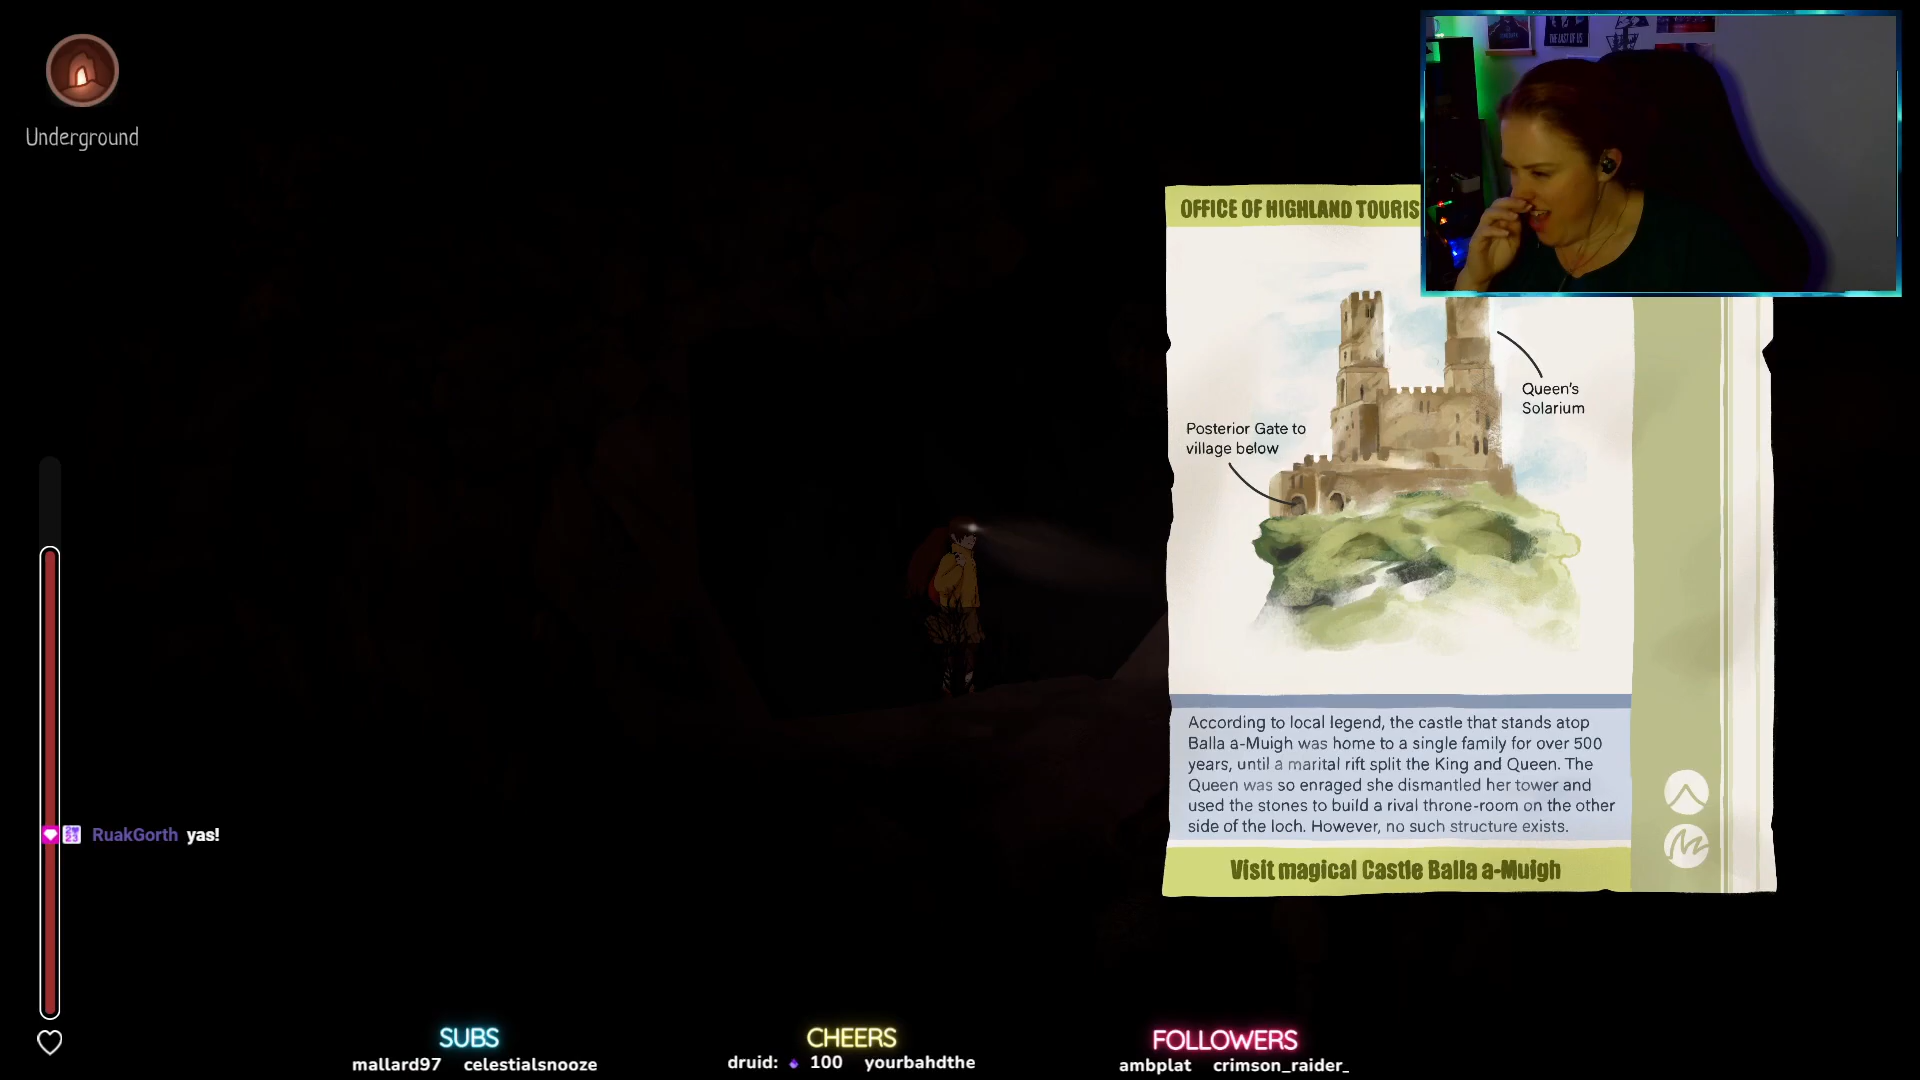 Underground
THE LAST OF US
OFFICE OF HIGHLAND TOURIS
Queen's
Solarium
Posterior Gate to
village below
According to local legend, the castle that stands atop
Balla a-Muigh was home to a single family for over 500
years, until a marital rift split the King and Queen. The
Queen was so enraged she dismantled her tower and
used the stones to build a rival throne-room on the other
side of the loch. However, no such structure exists.
Visit magical Castle Balla a-Muigh
RuakGorth yas!
SUBS
mallard97 celestialsnooze
CHEERS
druid: 100 yourbahdthe
FOLLOWERS
ambplat crimson_raider_